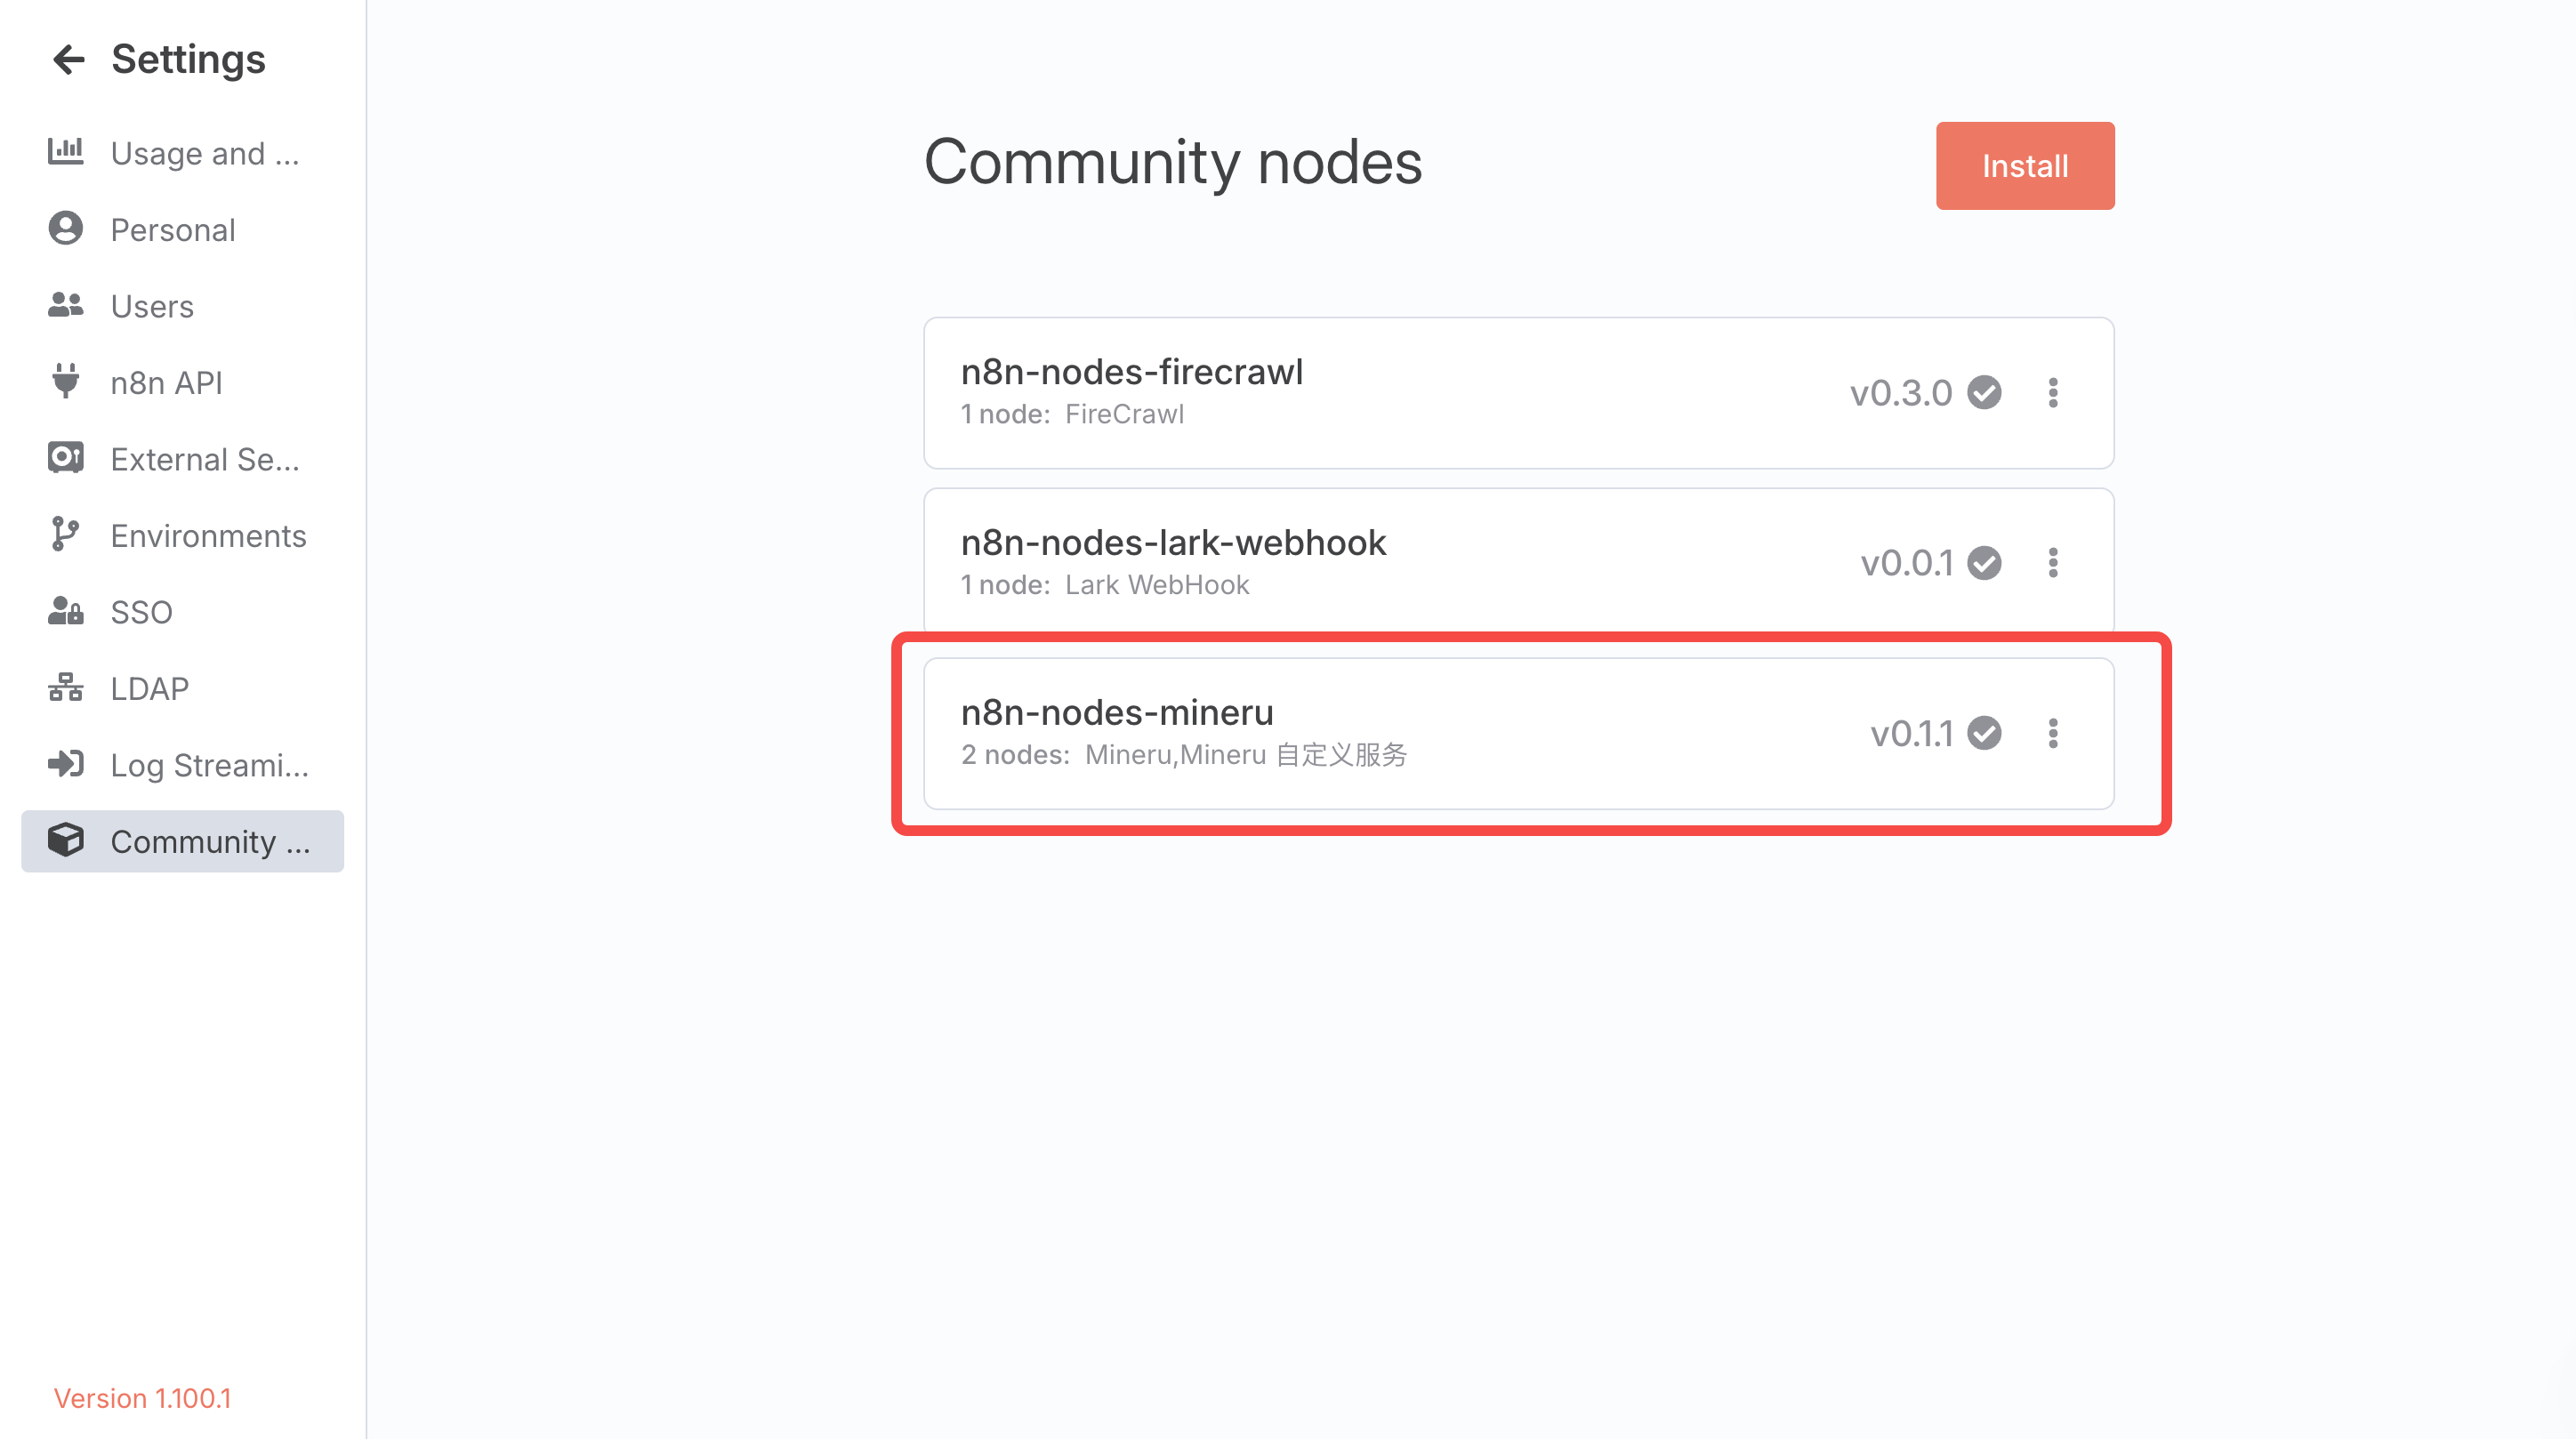 Settings
Usage and ...
Personal
Users
n8n API
External Se...
Environments
SSO
LDAP
Log Streami...
Community ...
Version 1.100.1
Community nodes
Install
n8n-nodes-firecrawl
1 node: FireCrawl
v0.3.0
n8n-nodes-lark-webhook
1 node: Lark WebHook
v0.0.1
n8n-nodes-mineru
2 nodes: Mineru,Mineru 自定义服务
v0.1.1